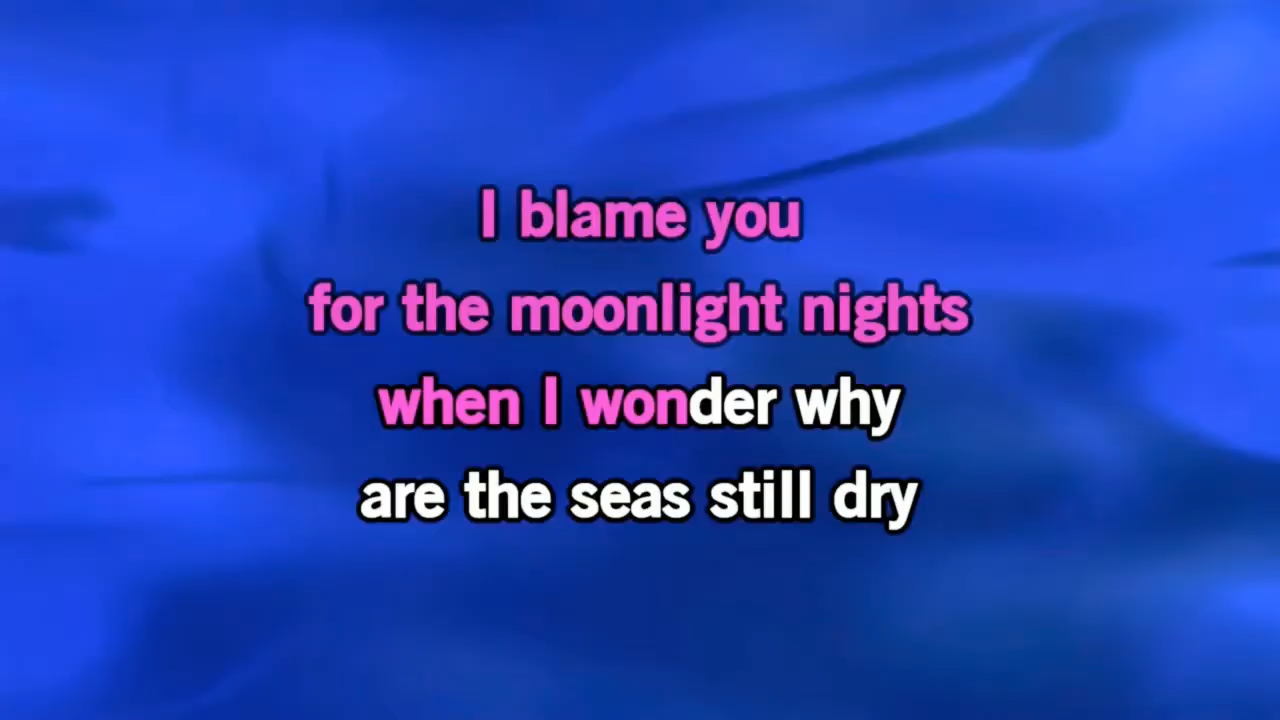 I blame you
for the moonlight nights
when I wonder why
are the seas still dry